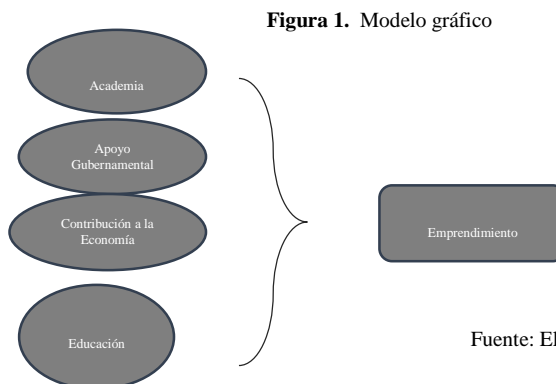 Figura 1. Modelo gráfico
Academia
Apoyo
Gubernamental
Contribución a la
Economía
Emprendimiento
Educación
Fuente: El